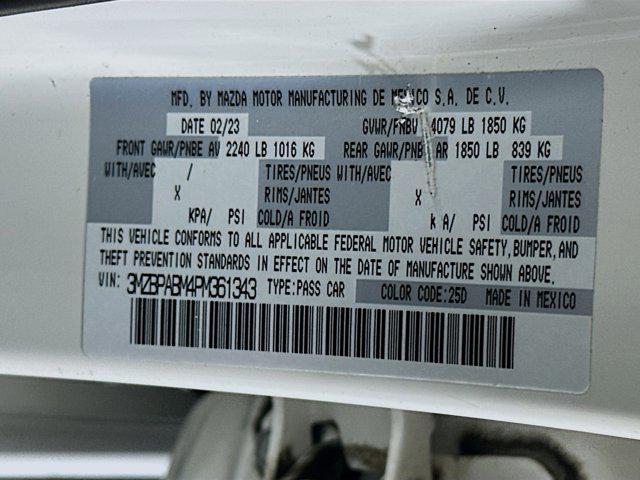 MFD. BY MAZDA MOTOR MANUFACTURING DE MEXICO S.A. DE C.V.
DATE 02/23 GVWR/PNBV 4079 LB 1850 KG
FRONT GAWR/PNBE AV 2240 LB 1016 KG REAR GAWR/PNBE AR 1850 LB 839 KG
WITH/AVEC / TIRES/PNEUS WITH/AVEC TIRES/PNEUS
X RIMS/JANTES X RIMS/JANTES
KPA/ PSI COLD/A FROID K A/ PSI COLD/A FROID
THIS VEHICLE CONFORMS TO ALL APPLICABLE FEDERAL MOTOR VEHICLE SAFETY, BUMPER, AND
THEFT PREVENTION STANDARDS IN EFFECT ON THE DATE OF MANUFACTURE SHOWN ABOVE.
VIN: 3MZBPABM4PM361343 TYPE: PASS CAR COLOR CODE: 25D MADE IN MEXICO